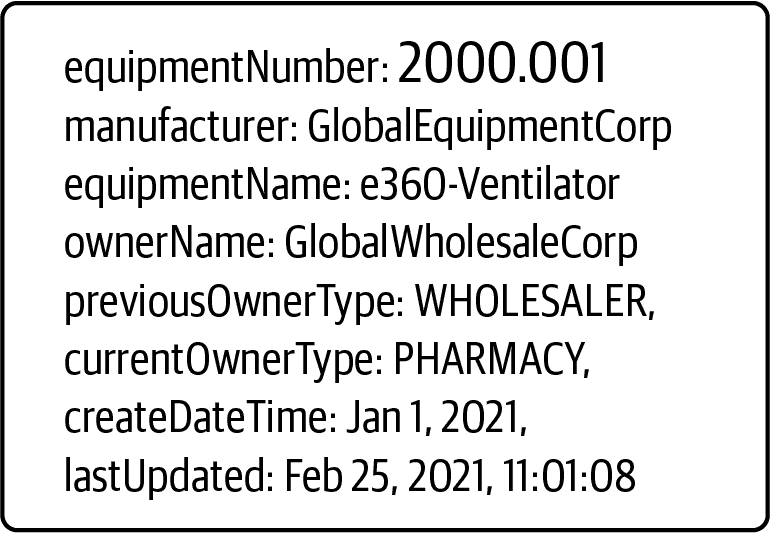 equipmentNumber: 2000.001
manufacturer: GlobalEquipmentCorp
equipmentName: e360-Ventilator
ownerName: GlobalWholesaleCorp
previousOwnerType: WHOLESALER,
currentOwnerType: PHARMACY,
createDateTime: Jan 1, 2021,
lastUpdated: Feb 25, 2021, 11:01:08